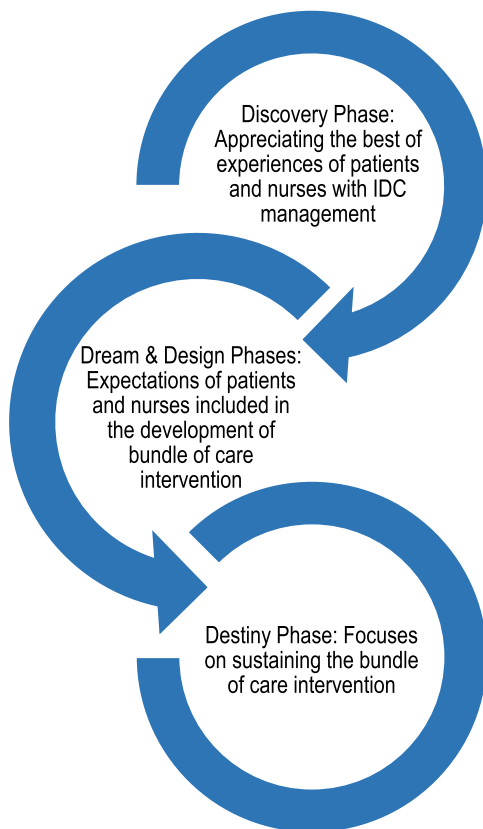 Discovery Phase:
Appreciating the best of
experiences of patients
and nurses with IDC
management
Dream & Design Phases:
Expectations of patients
and nurses included in
the development of
bundle of care
intervention
Destiny Phase: Focuses
on sustaining the bundle
of care intervention